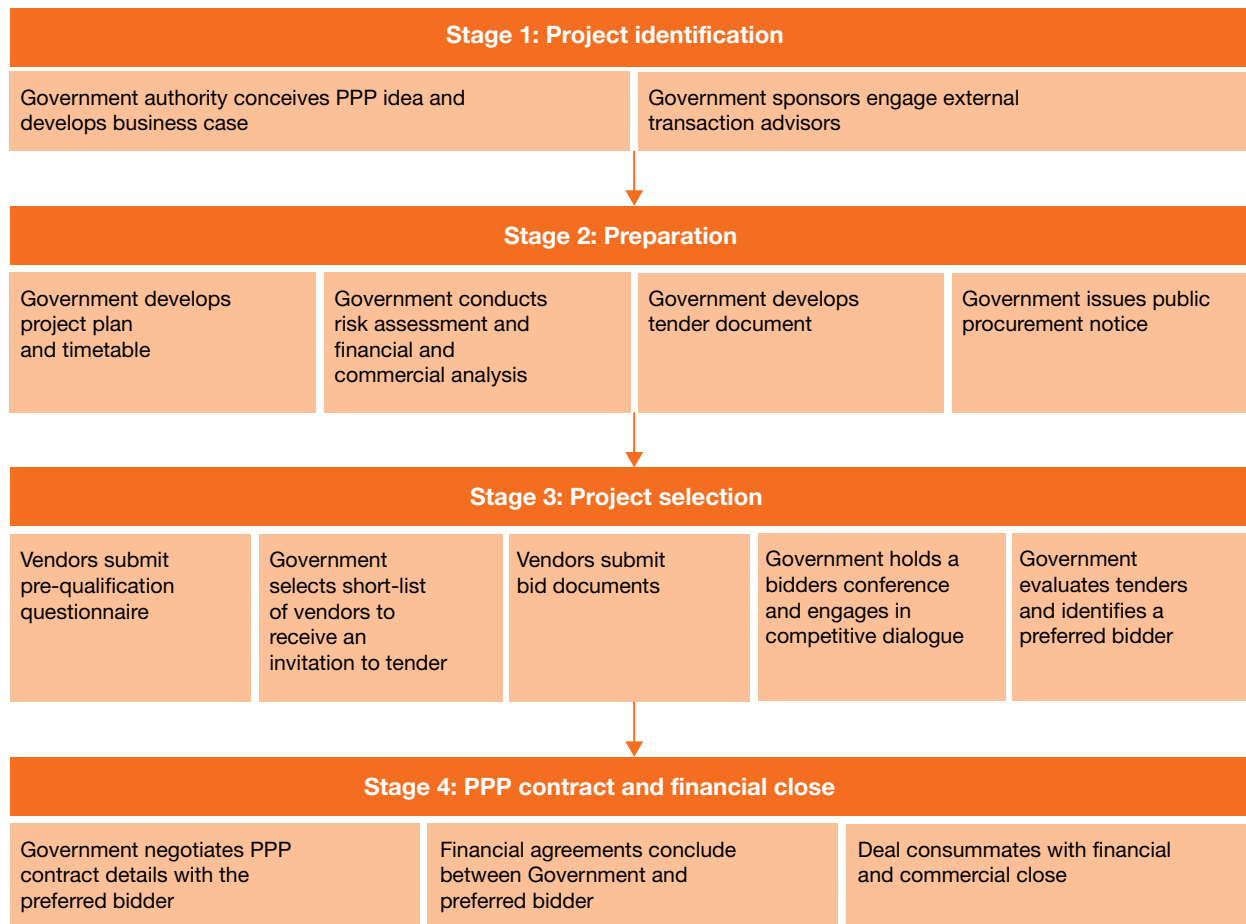 Stage 1: Project identification
Government authority conceives PPP idea and
develops business case
Government sponsors engage external
transaction advisors
Stage 2: Preparation
Government develops
project plan
and timetable
Government conducts
risk assessment and
financial and
commercial analysis
Government develops
tender document
Government issues public
procurement notice
Stage 3: Project selection
Vendors submit
pre-qualification
questionnaire
Government
selects short-list
of vendors to
receive an
invitation to tender
Vendors submit
bid documents
Government holds a
bidders conference
and engages in
competitive dialogue
Government
evaluates tenders
and identifies a
preferred bidder
Stage 4: PPP contract and financial close
Government negotiates PPP
contract details with the
preferred bidder
Financial agreements conclude
between Government and
preferred bidder
Deal consummates with financial
and commercial close